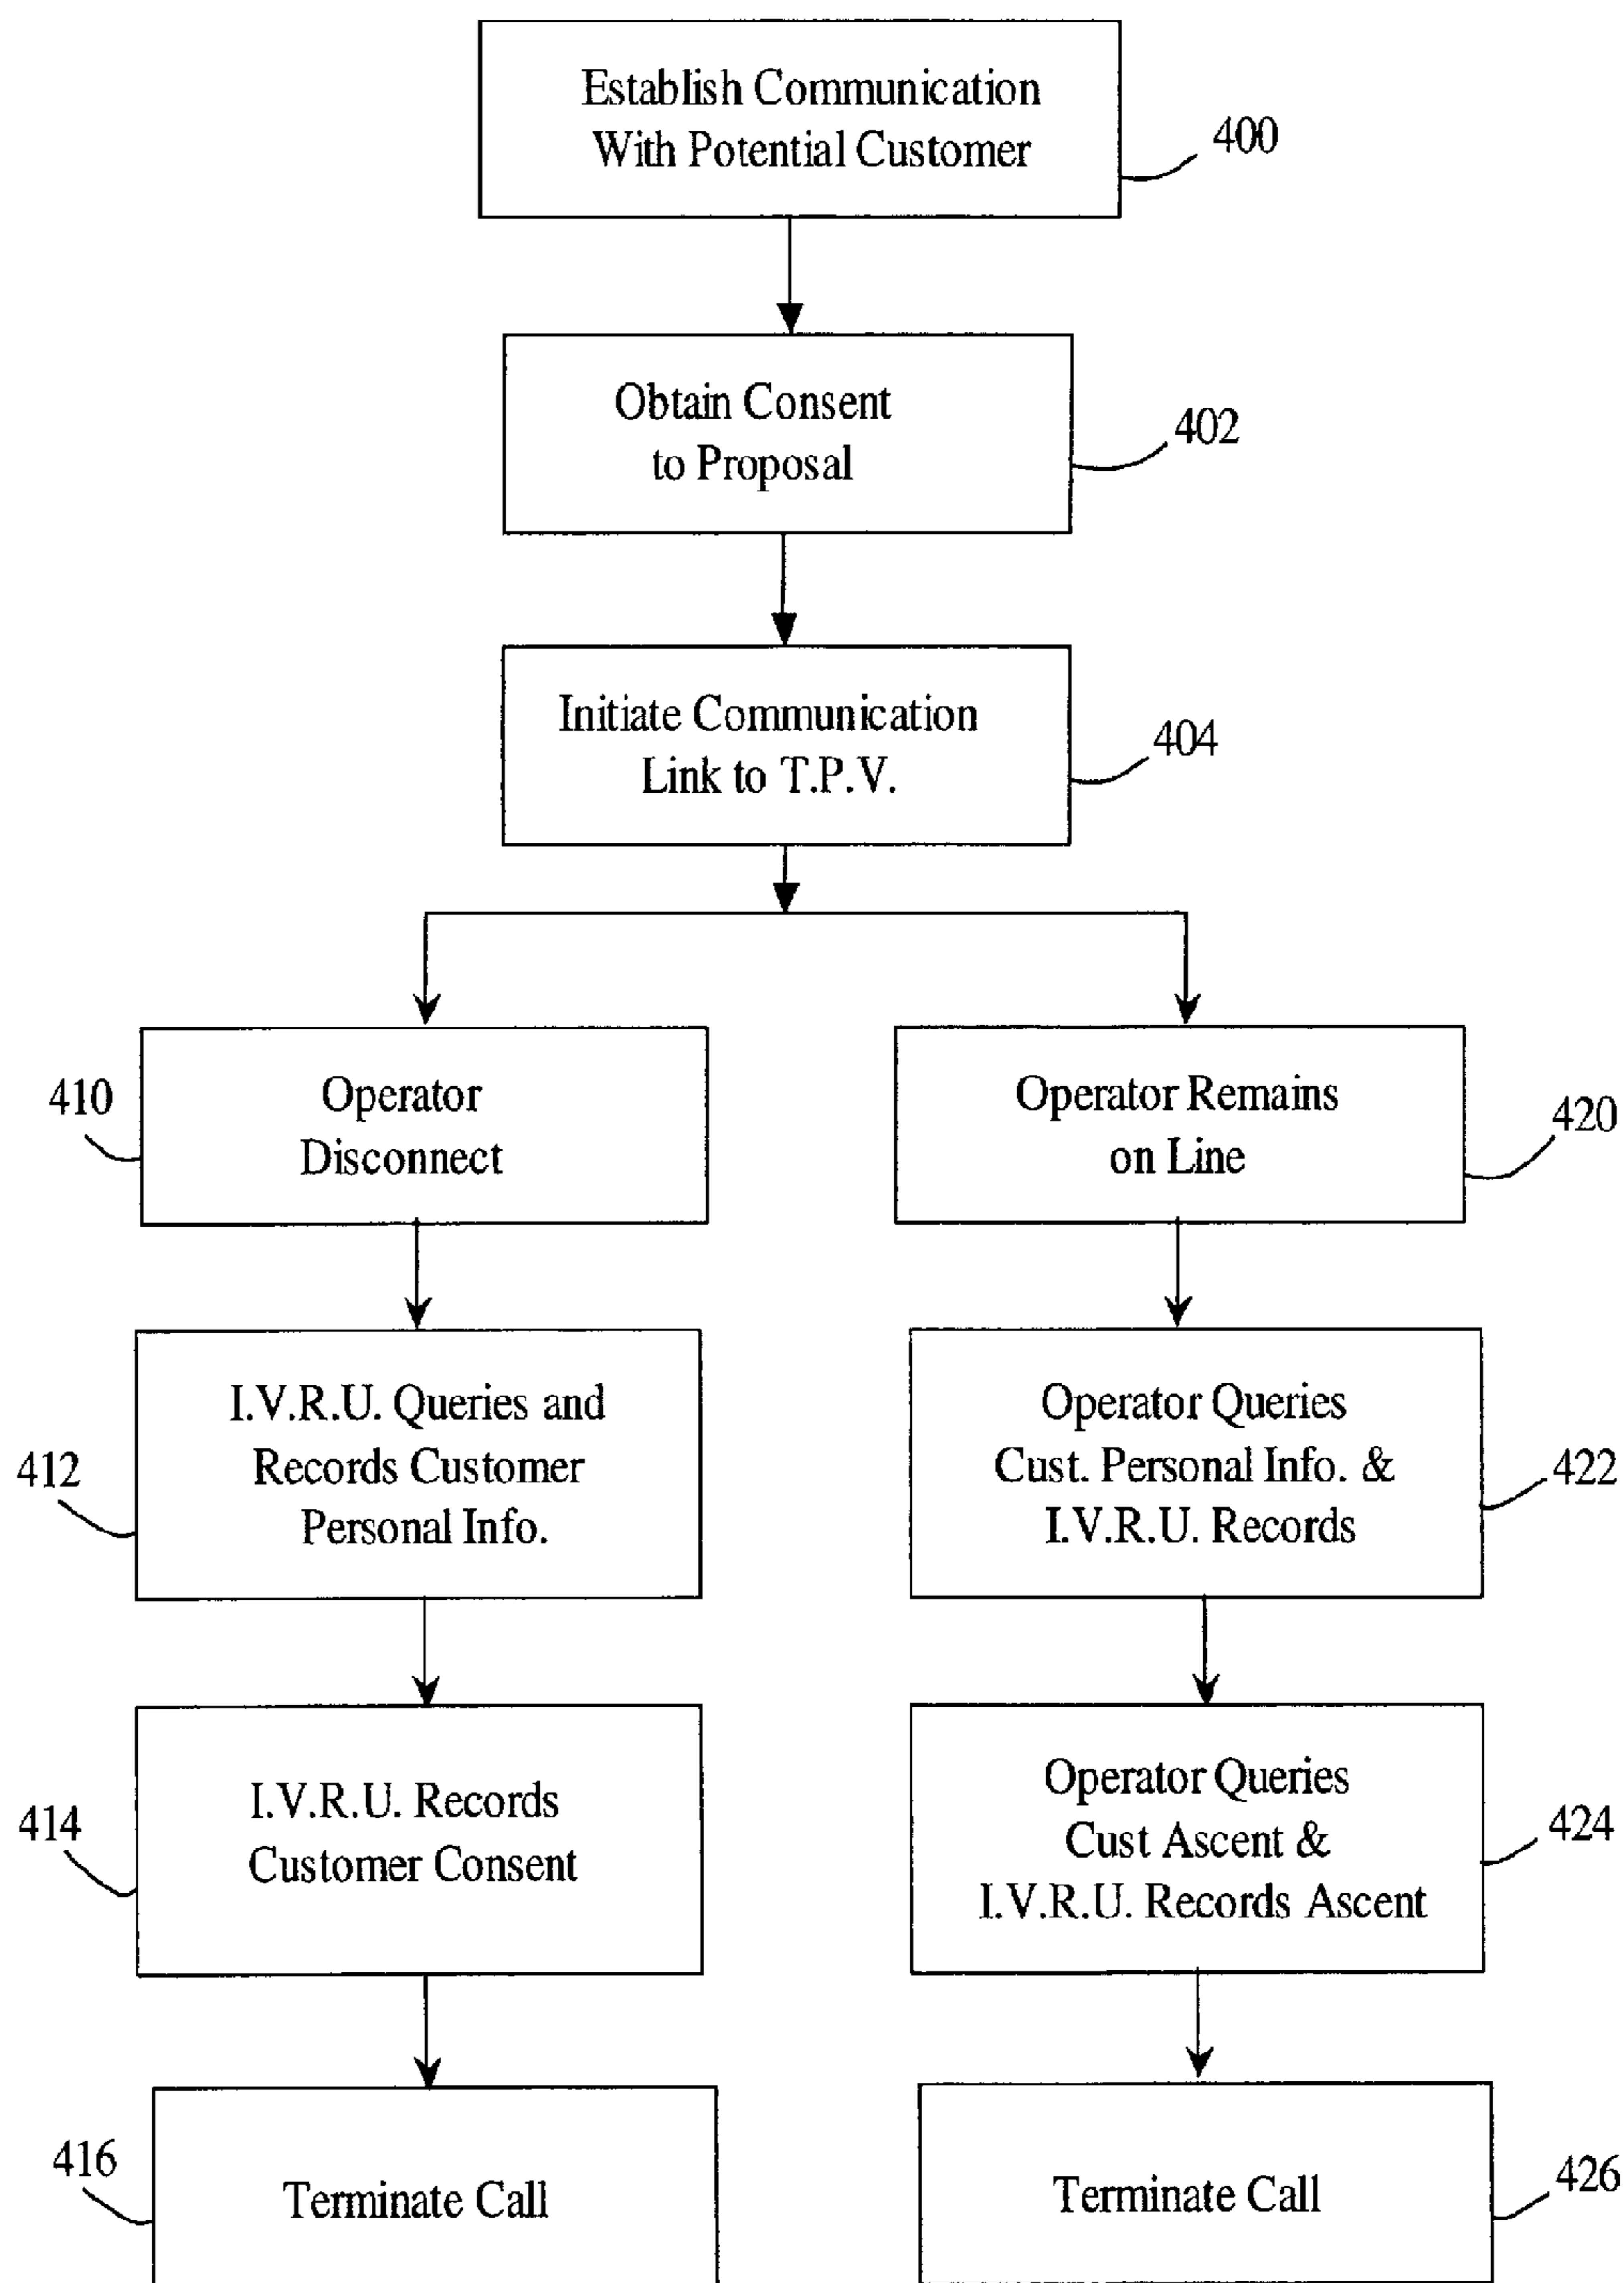 Establish Communication
With Potential Customer
400
Obtain Consent
to Proposal
402
Initiate Communication
Link to T.P.V.
404
410
Operator
Disconnect
Operator Remains
on Line
420
412
I.V.R.U. Queries and
Records Customer
Personal Info.
Operator Queries
Cust. Personal Info. &
I.V.R.U. Records
422
414
I.V.R.U. Records
Customer Consent
Operator Queries
Cust Ascent &
I.V.R.U. Records Ascent
424
416
Terminate Call
Terminate Call
426